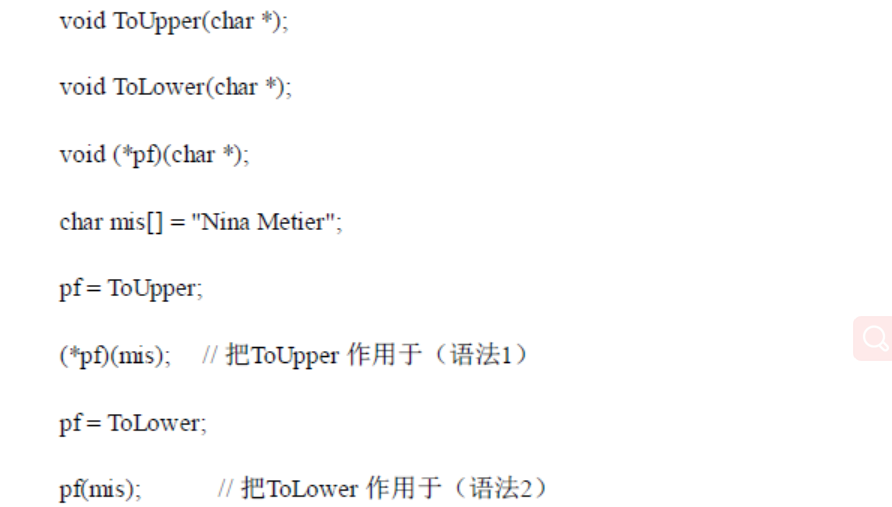 void ToUpper(char *);
void ToLower(char *);
void (*pf)(char *);
char mis[] = "Nina Metier";
pf = ToUpper;
(*pf)(mis); // 把ToUpper 作用于（语法1）
pf = ToLower;
pf(mis); // 把ToLower 作用于（语法2）